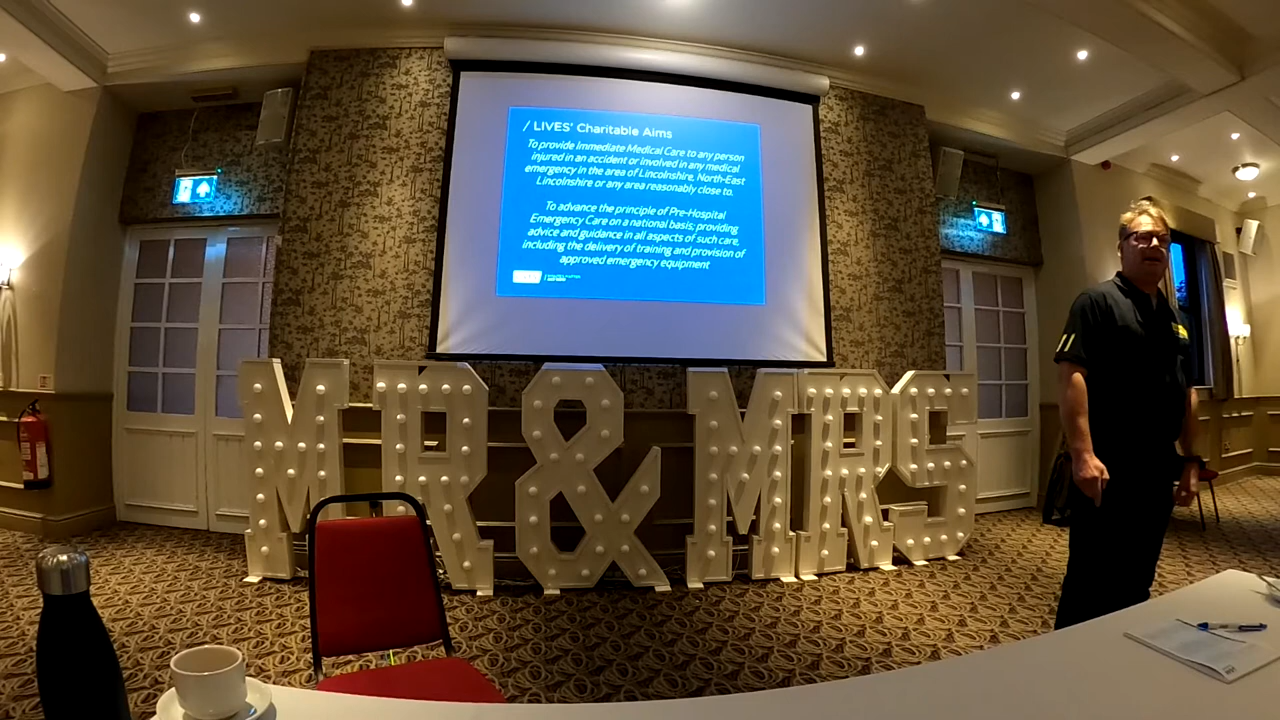 / LIVES' Charitable Aims
To provide Immediate Medical Care to any person
injured in an accident or involved in any medical
emergency in the area of Lincolnshire, North-East
Lincolnshire or any area reasonably close to.
To advance the principle of Pre-Hospital
Emergency Care on a national basis; providing
advice and guidance in all aspects of such care,
including the delivery of training and provision of
approved emergency equipment
MR & MRS